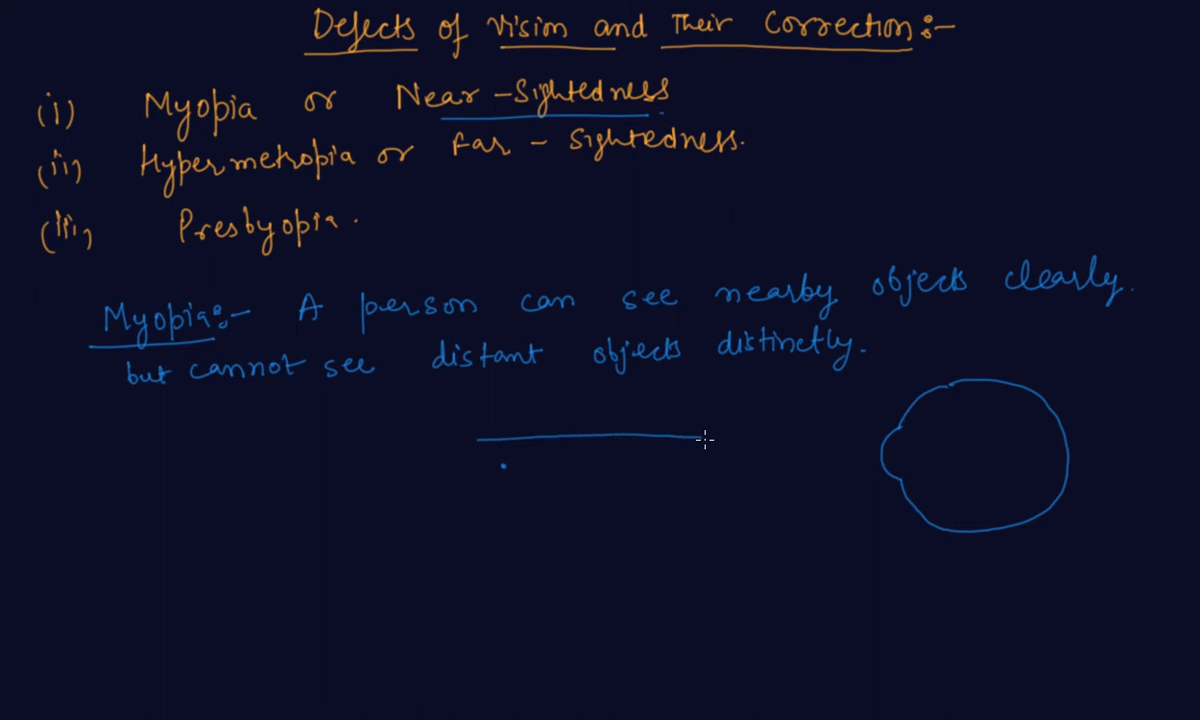 Defects of Vision and Their Correction:-
(i) Myopia or Near-Sightedness
(ii) Hypermetropia or Far-Sightedness.
(iii) Presbyopia.
Myopia:- A person can see nearby objects clearly.
but cannot see distant objects distinctly.